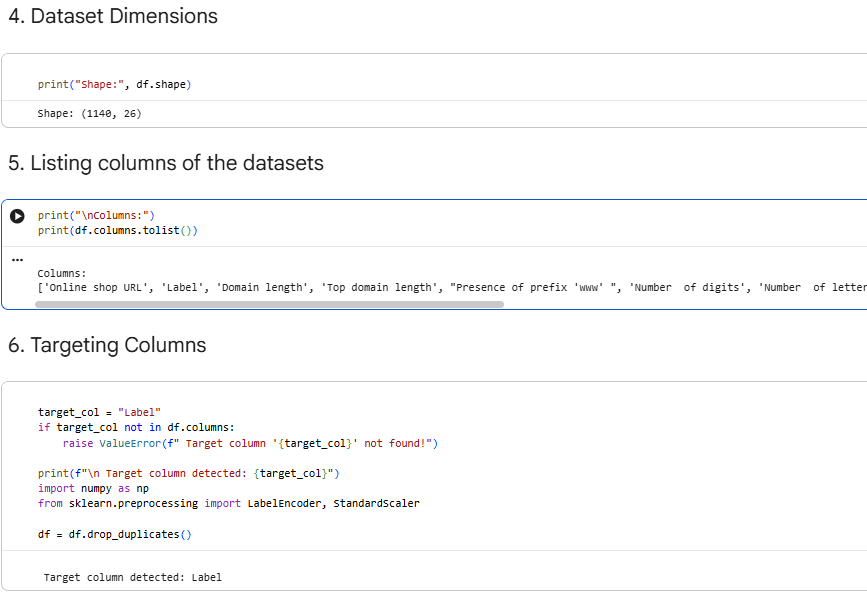 4. Dataset Dimensions
print("Shape:", df.shape)
Shape: (1140, 26)
5. Listing columns of the datasets
print("\nColumns:")
print(df.columns.tolist())
...
Columns:
['Online shop URL', 'Label', 'Domain length', 'Top domain length', "Presence of prefix 'www' ", 'Number  of digits', 'Number  of letter
6. Targeting Columns
target_col = "Label"
if target_col not in df.columns:
    raise ValueError(f" Target column '{target_col}' not found!")
print(f"\n Target column detected: {target_col}")
import numpy as np
from sklearn.preprocessing import LabelEncoder, StandardScaler
df = df.drop_duplicates()
Target column detected: Label